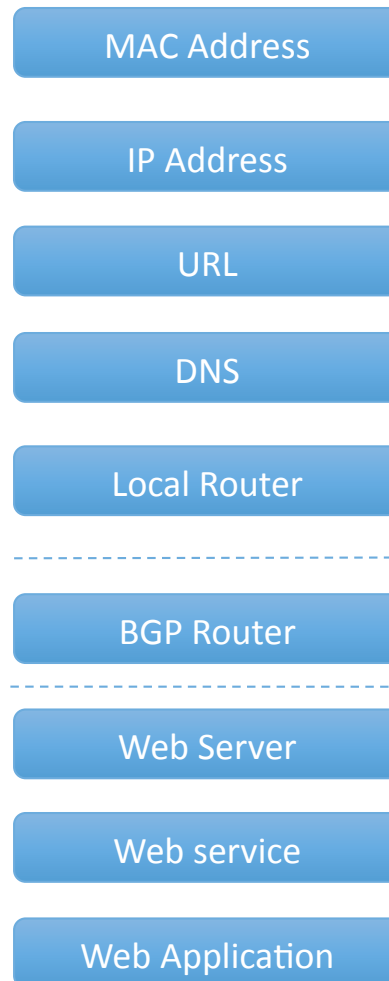 MAC Address
IP Address
URL
DNS
Local Router
BGP Router
Web Server
Web service
Web Application